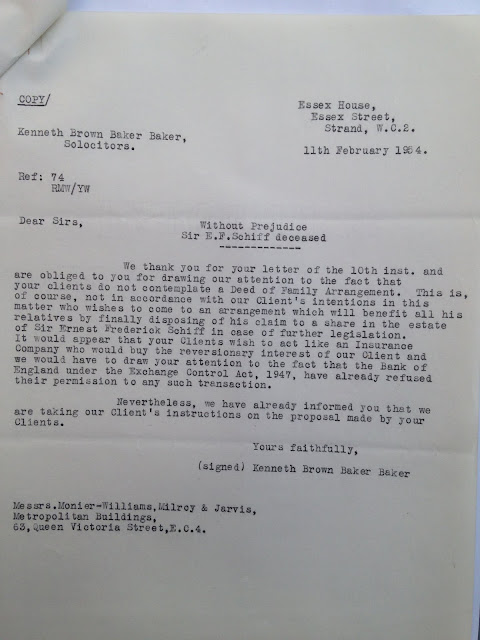 COPY/
Essex House,
Essex Street,
Strand, W.C.2.
Kenneth Brown Baker Baker,
Solocitors.
11th February 1954.
Ref: 74
RMW/YW
Dear Sirs,
Without Prejudice
Sir E.F.Schiff deceased
-------------
We thank you for your letter of the 10th inst. and
are obliged to you for drawing our attention to the fact that
your clients do not contemplate a Deed of Family Arrangement. This is,
of course, not in accordance with our Client's intentions in this
matter who wishes to come to an arrangement which will benefit all his
relatives by finally disposing of his claim to a share in the estate
of Sir Ernest Frederick Schiff in case of further legislation.
It would appear that your Clients wish to act like an Insurance
Company who would buy the reversionary interest of our Client and
we would have to draw your attention to the fact that the Bank of
England under the Exchange Control Act, 1947, have already refused
their permission to any such transaction.
Nevertheless, we have already informed you that we
are taking our Client's instructions on the proposal made by your
Clients.
Yours faithfully,
(signed) Kenneth Brown Baker Baker
Messrs.Monier-Williams,Milroy & Jarvis,
Metropolitan Buildings,
63,Queen Victoria Street,E.C.4.